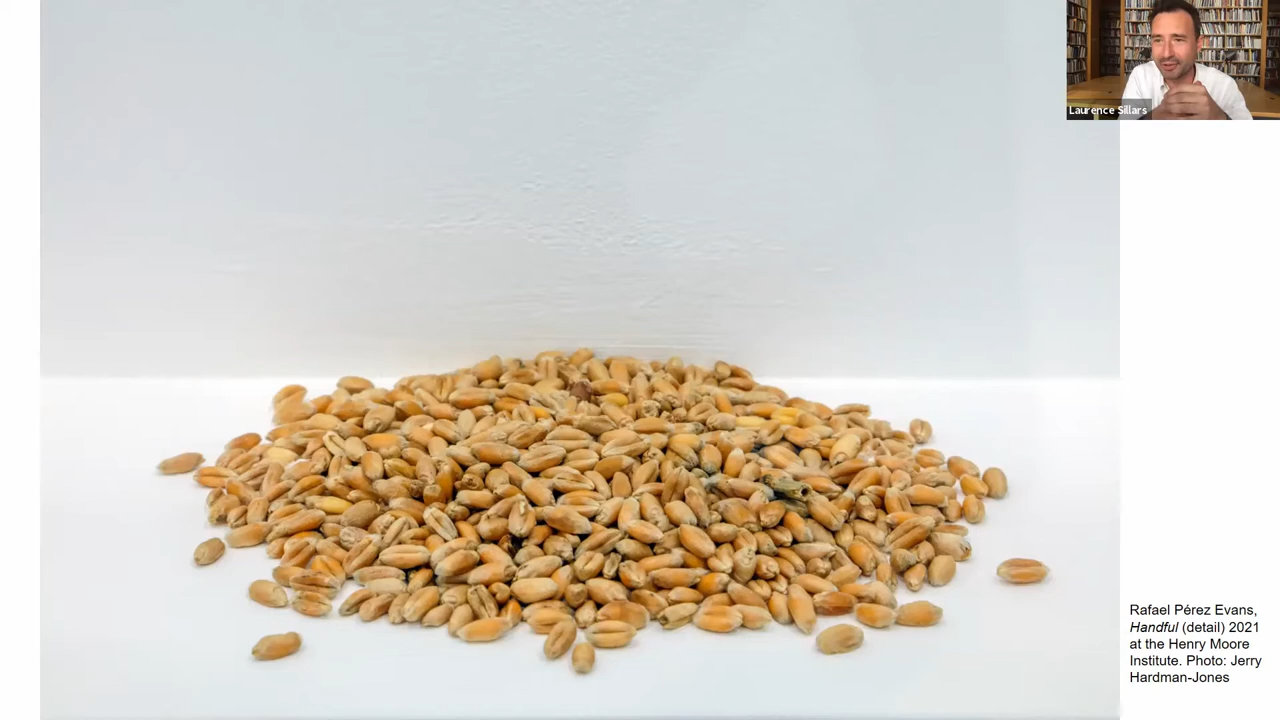 Laurence Sillars
Rafael Pérez Evans,
Handful (detail) 2021
at the Henry Moore
Institute. Photo: Jerry
Hardman-Jones